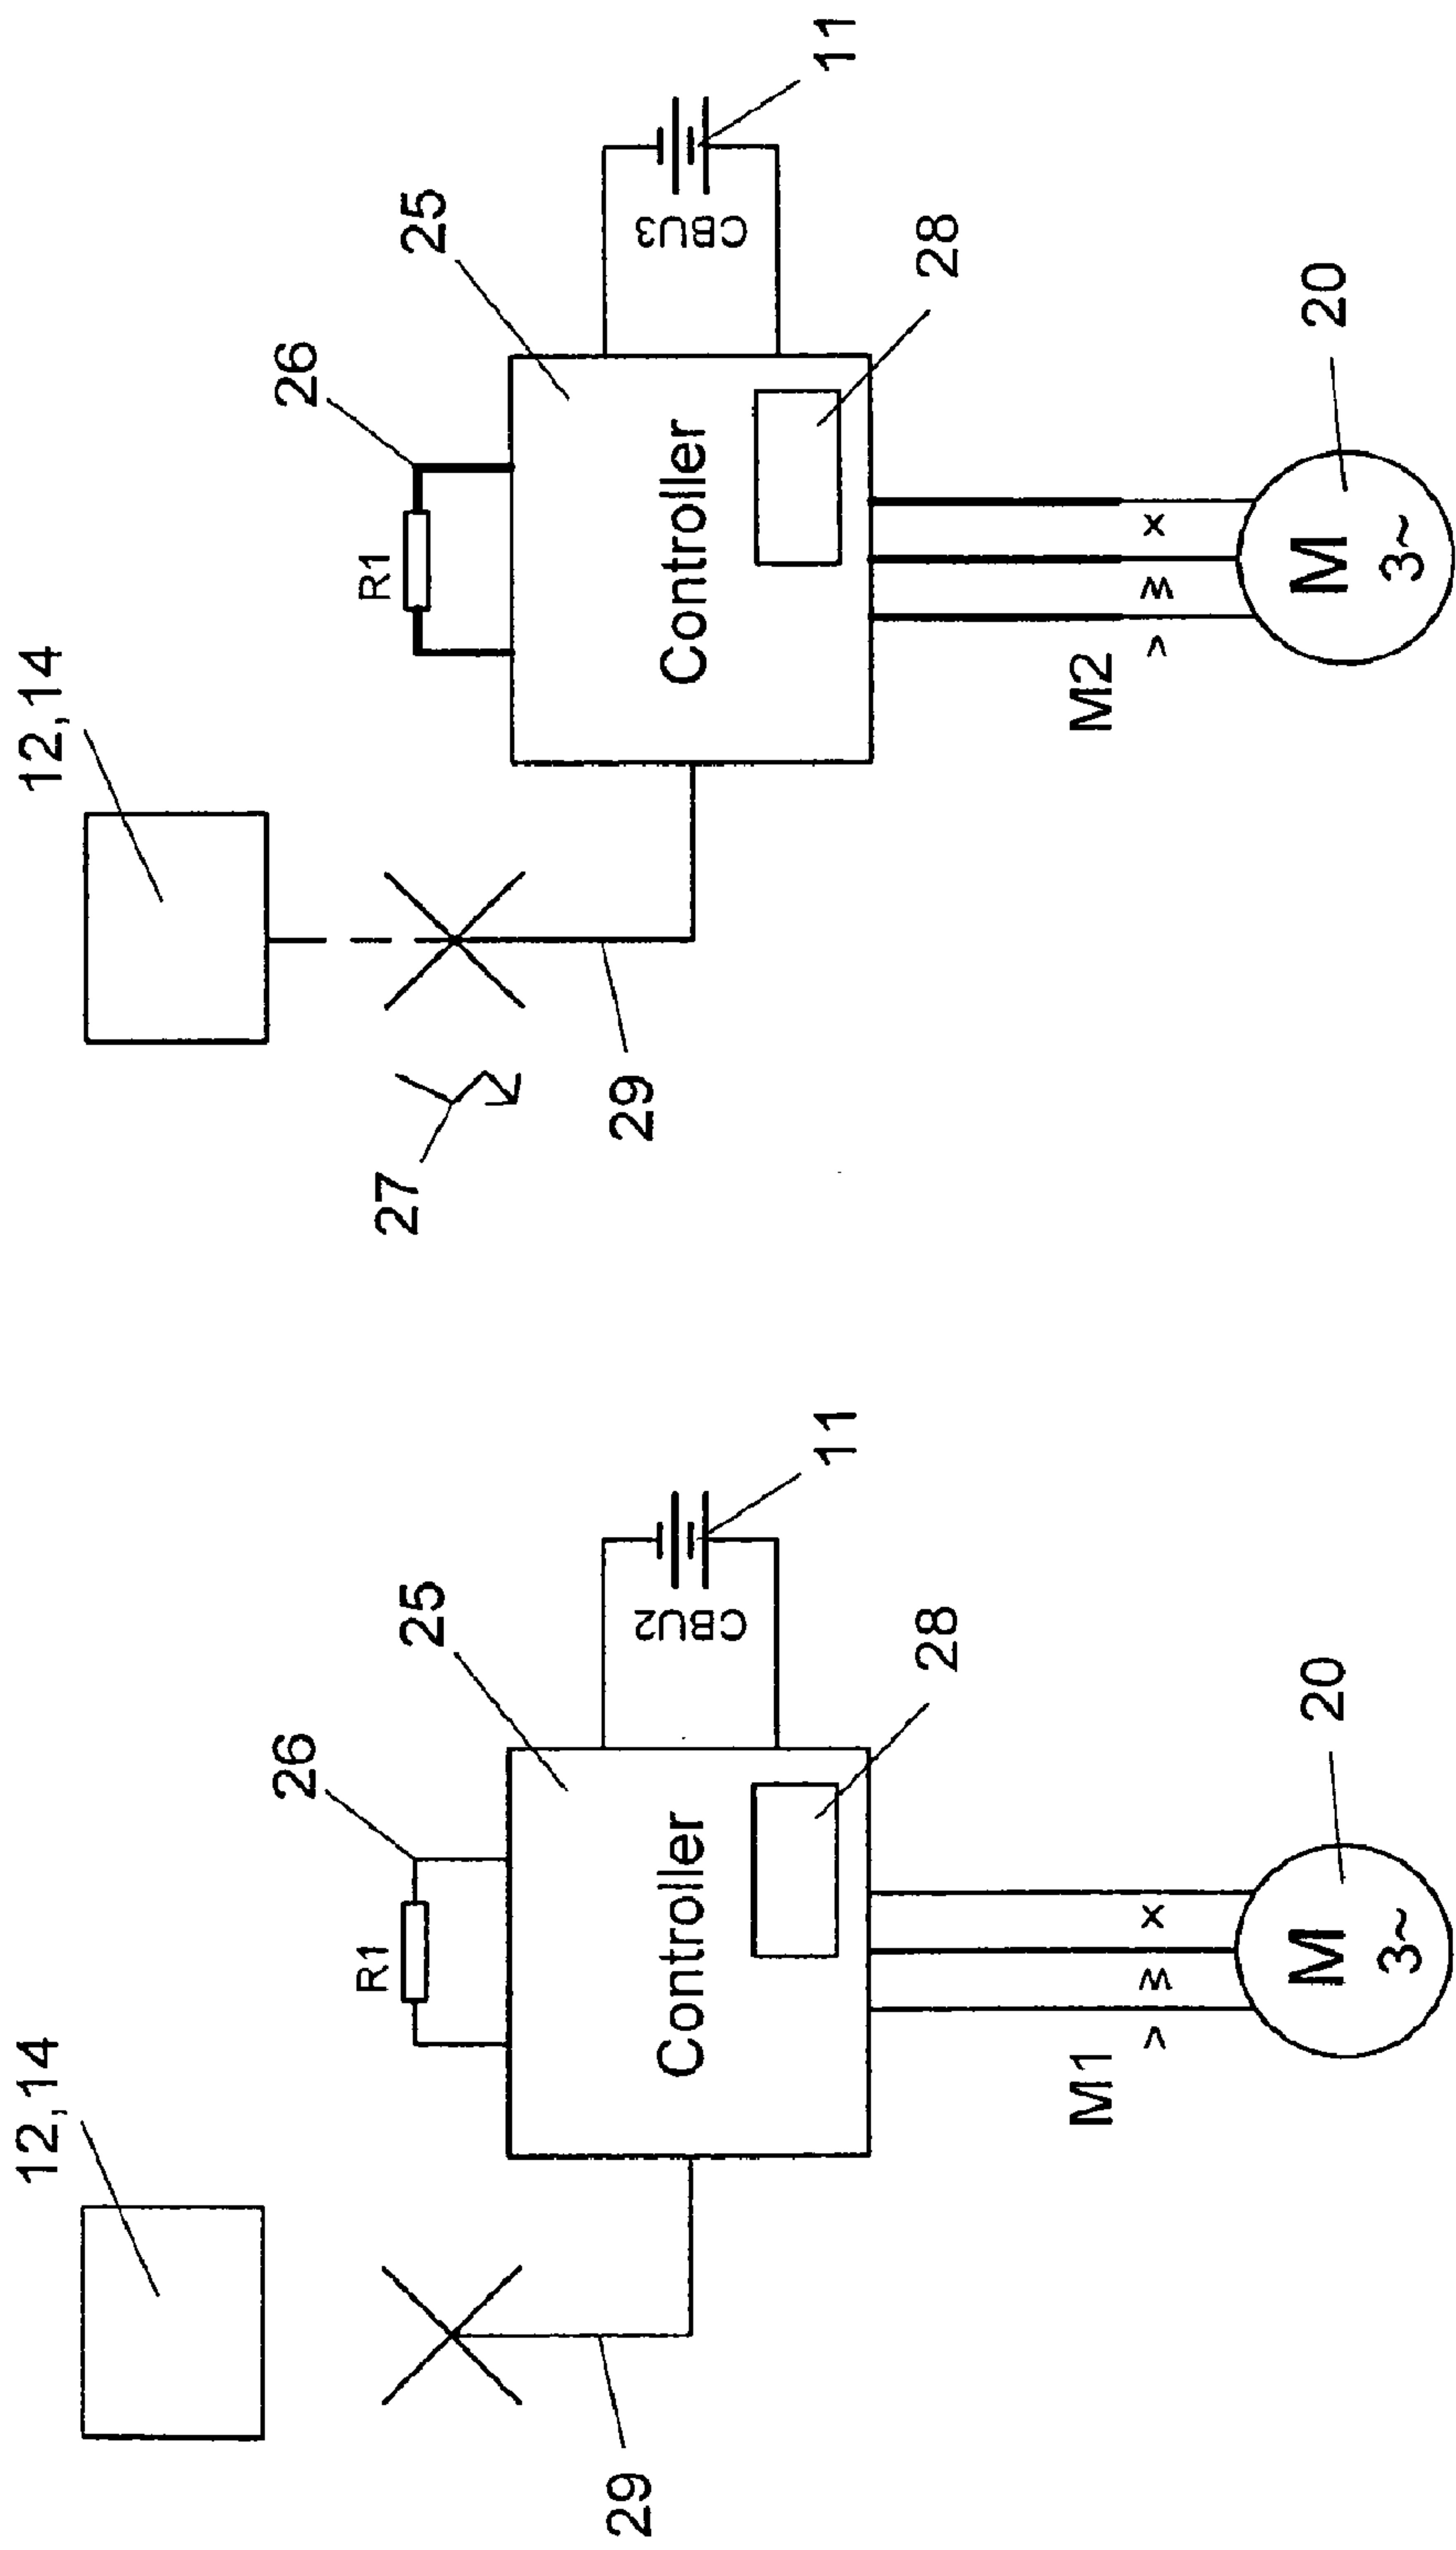 12,14
26
R1
25
29
Controller
CBU2
11
28
M1
V W X
20
M
3~
12,14
26
R1
27
25
29
Controller
CBU3
11
28
M2
V W X
20
M
3~